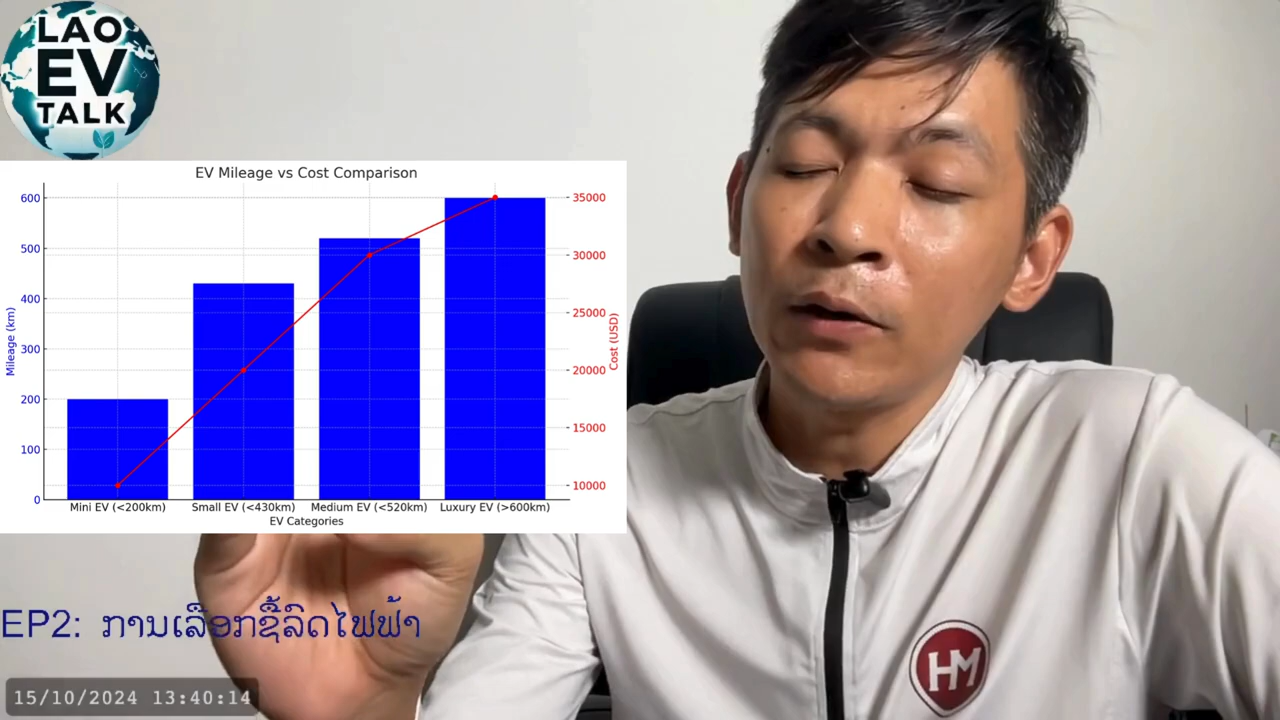 LAO
EV
TALK
EV Mileage vs Cost Comparison
600
500
400
300
200
100
0
Mileage (km)
35000
30000
25000
20000
15000
10000
Cost (USD)
Mini EV (<200km)
Small EV (<430km)
Medium EV (<520km)
Luxury EV (>600km)
EV Categories
EP2: ການເລືອກຊື້ລົດໄຟຟ້າ
15/10/2024 13:40:14
HM